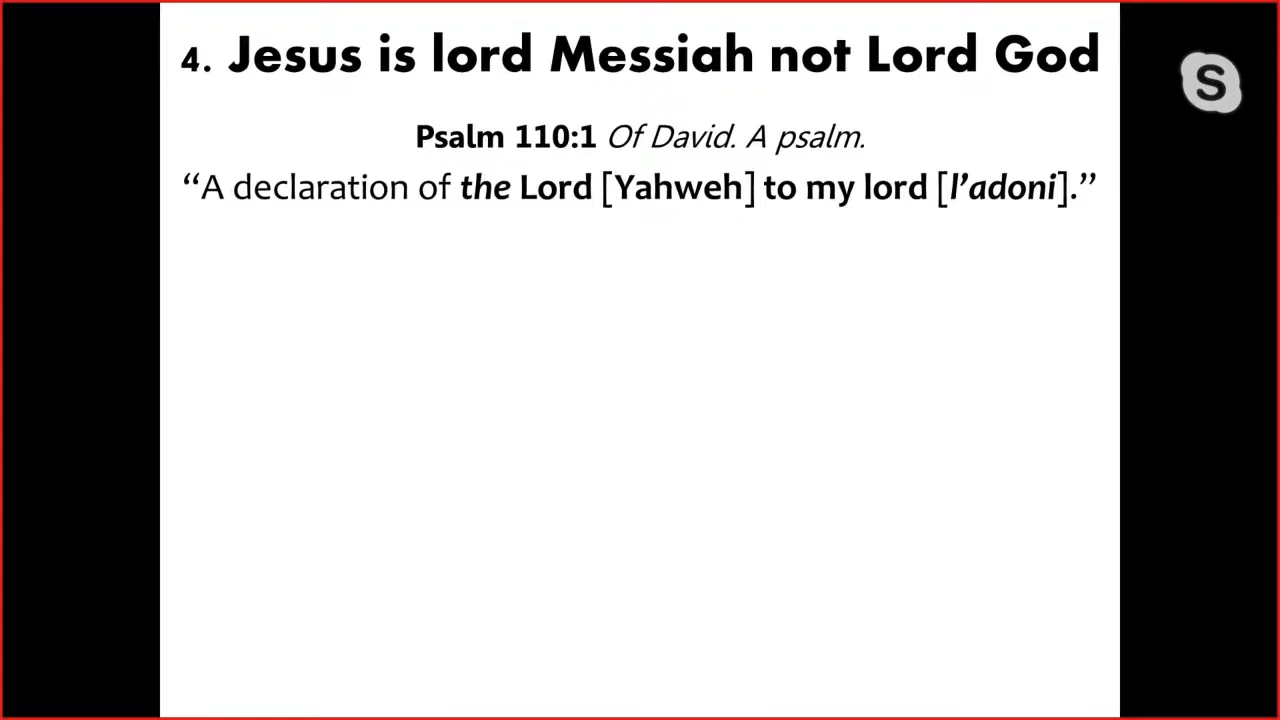 4. Jesus is lord Messiah not Lord God
S
Psalm 110:1 Of David. A psalm.
“A declaration of the Lord [Yahweh] to my lord [l’adoni].”